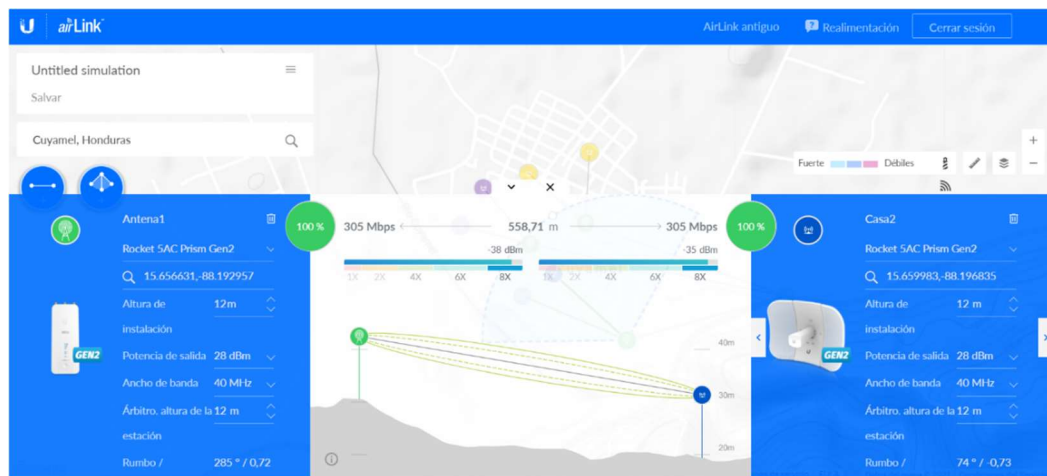 airLink
AirLink antiguo
Realimentación
Cerrar sesión
Untitled simulation
Salvar
Cuyamel, Honduras
Fuerte
Débiles
+
−
Antena1
Rocket 5AC Prism Gen2
15.656631,-88.192957
Altura de 12m
instalación
Potencia de salida 28 dBm
Ancho de banda 40 MHz
Árbitro. altura de la 12 m
estación
Rumbo / 285 ° / 0,72
GEN2
100 %
305 Mbps
558,71 m
305 Mbps
100 %
-38 dBm
-35 dBm
1X 2X 4X 6X 8X
1X 2X 4X 6X 8X
40m
30m
20m
Casa2
Rocket 5AC Prism Gen2
15.659983,-88.196835
Altura de 12 m
instalación
Potencia de salida 28 dBm
Ancho de banda 40 MHz
Árbitro. altura de la 12 m
estación
Rumbo / 74 ° / -0,73
GEN2